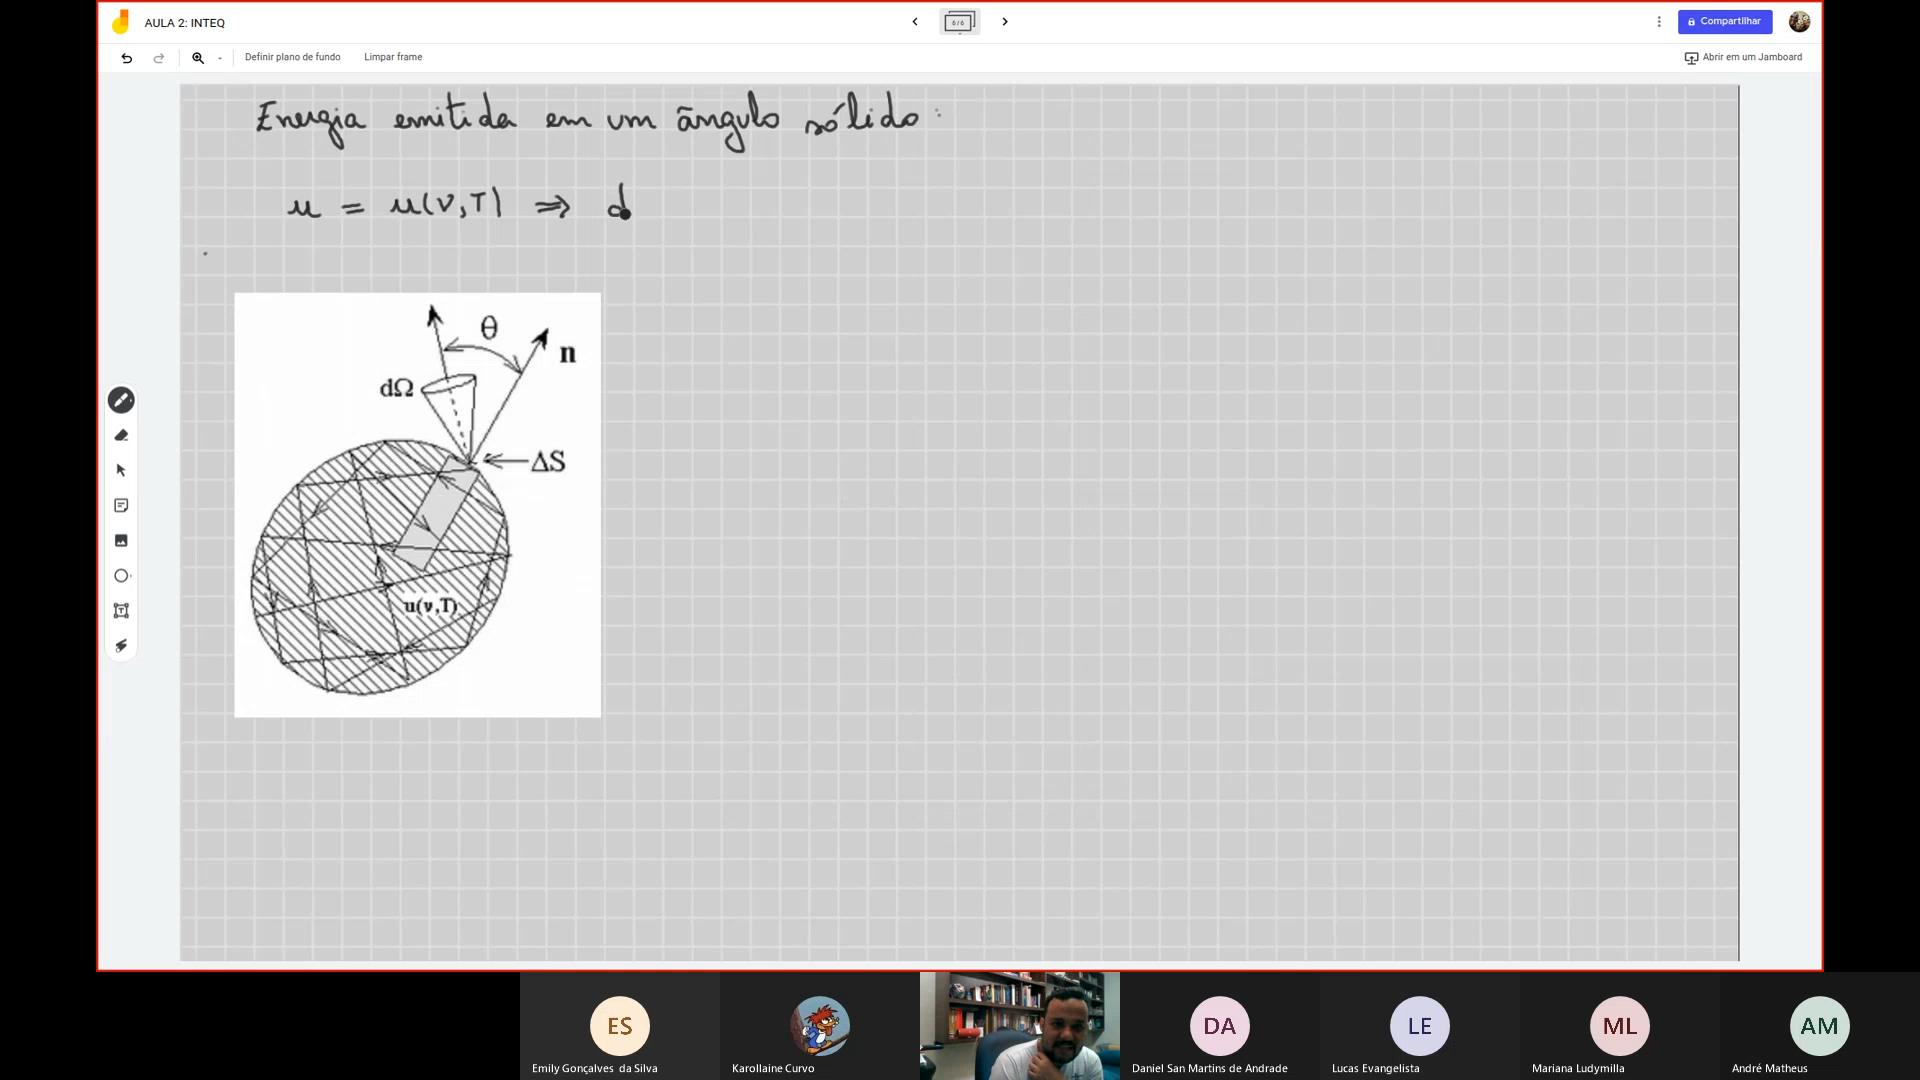 AULA 2: INTEQ
6/6
Compartilhar
Definir plano de fundo
Limpar frame
Abrir em um Jamboard
Energia emitida em um ângulo sólido:
u = u(ν,T) ⇒ d
θ
n
dΩ
ΔS
u(ν,T)
ES
DA
LE
ML
AM
Emily Gonçalves da Silva
Karollaine Curvo
Daniel San Martins de Andrade
Lucas Evangelista
Mariana Ludymilla
André Matheus